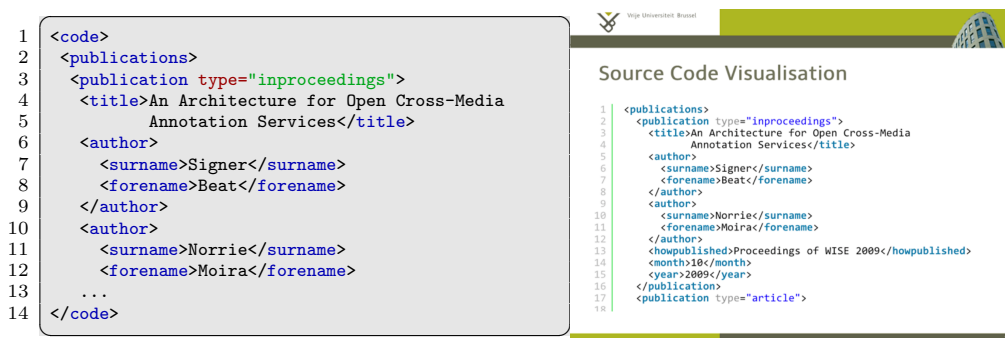 1 <code>
2 <publications>
3 <publication type="inproceedings">
4 <title>An Architecture for Open Cross-Media
5 Annotation Services</title>
6 <author>
7 <surname>Signer</surname>
8 <forename>Beat</forename>
9 </author>
10 <author>
11 <surname>Norrie</surname>
12 <forename>Moira</forename>
13 ...
14 </code>
Vrije Universiteit Brussel
Source Code Visualisation
1 <publications>
2 <publication type="inproceedings">
3 <title>An Architecture for Open Cross-Media
4 Annotation Services</title>
5 <author>
6 <surname>Signer</surname>
7 <forename>Beat</forename>
8 </author>
9 <author>
10 <surname>Norrie</surname>
11 <forename>Moira</forename>
12 </author>
13 <howpublished>Proceedings of WISE 2009</howpublished>
14 <month>10</month>
15 <year>2009</year>
16 </publication>
17 <publication type="article">
18